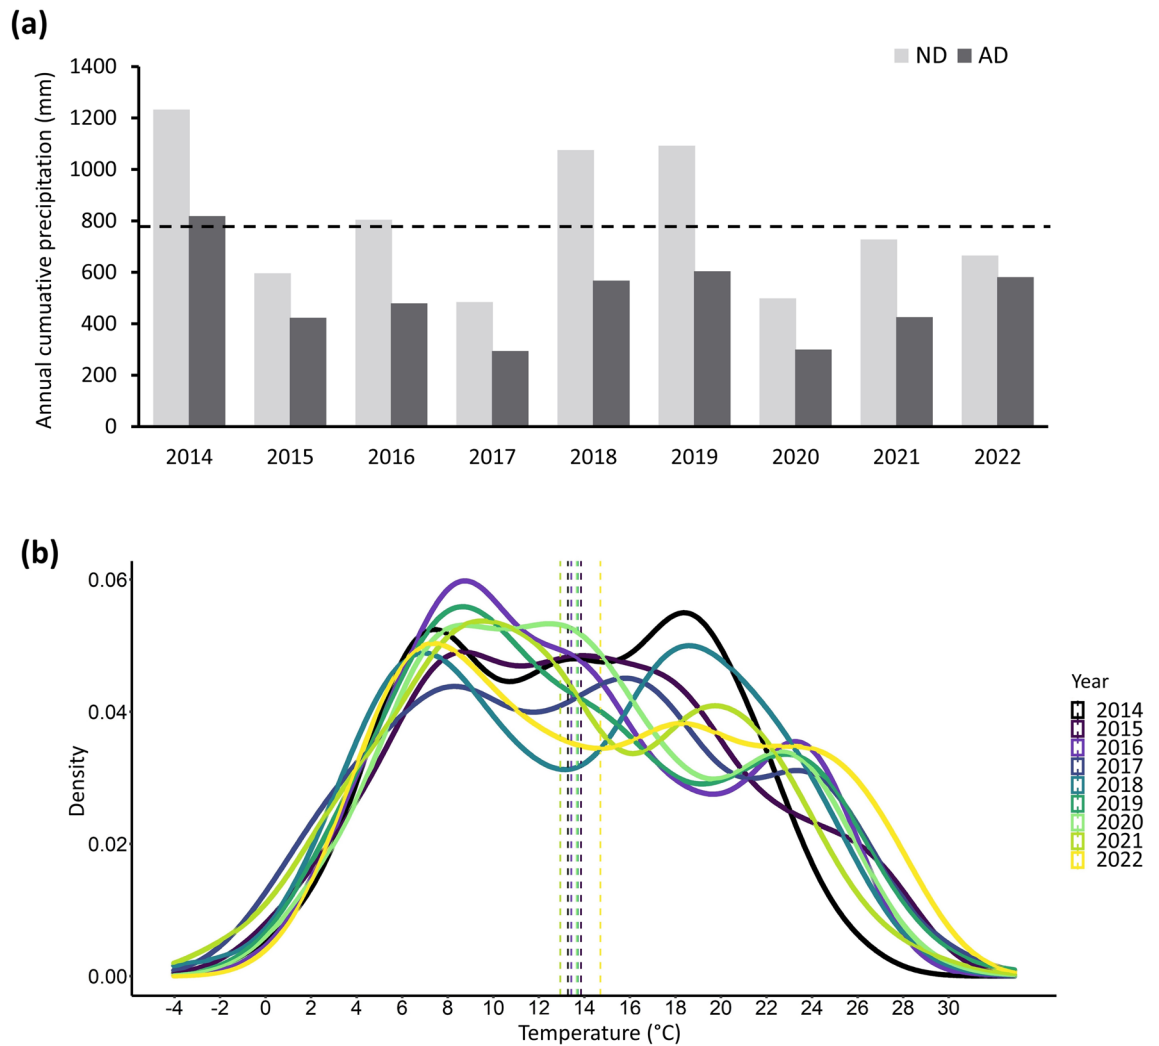 (a)
ND AD
Annual cumuative precipitation (mm)
1400
1200
1000
800
600
400
200
0
2014 2015 2016 2017 2018 2019 2020 2021 2022
(b)
Density
0.06
0.04
0.02
0.00
-4 -2 0 2 4 6 8 10 12 14 16 18 20 22 24 26 28 30
Temperature (°C)
Year
2014
2015
2016
2017
2018
2019
2020
2021
2022